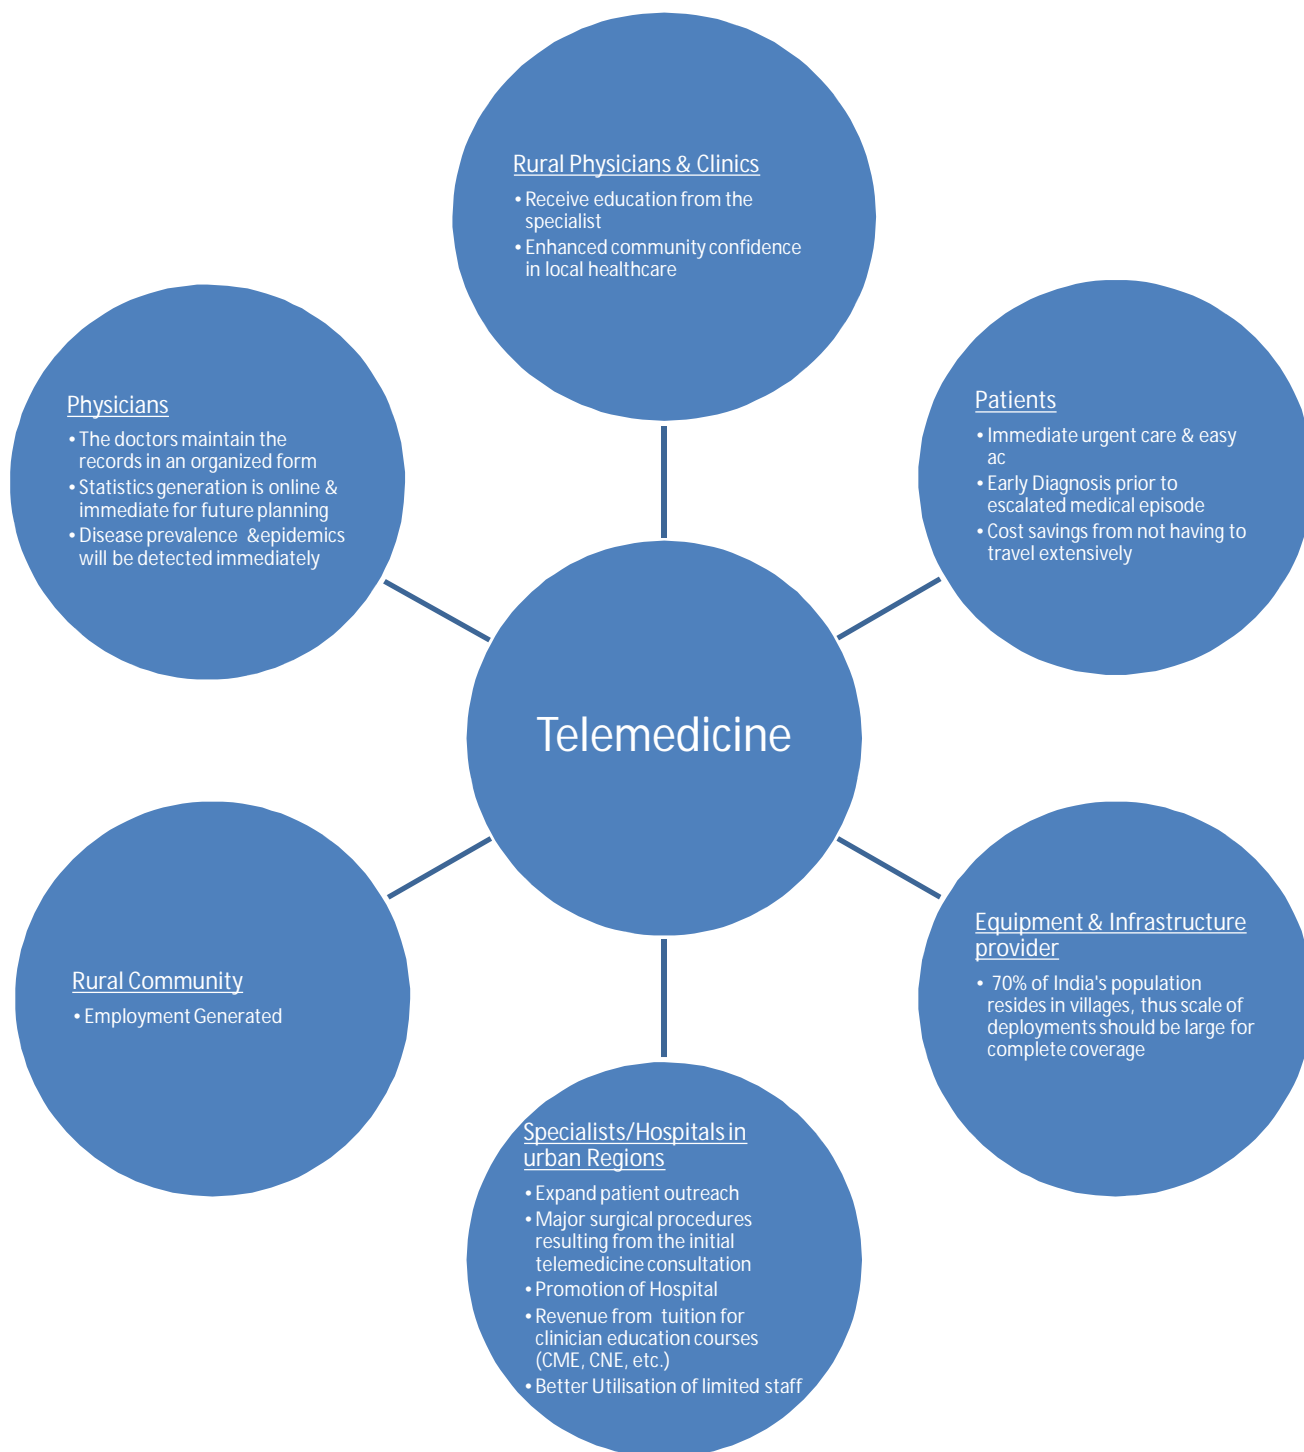 Rural Physicians & Clinics
• Receive education from the
specialist
• Enhanced community confidence
in local healthcare
Patients
• Immediate urgent care & easy
ac
• Early Diagnosis prior to
escalated medical episode
• Cost savings from not having to
travel extensively
Equipment & Infrastructure
provider
• 70% of India's population
resides in villages, thus scale of
deployments should be large for
complete coverage
Specialists/Hospitals in
urban Regions
• Expand patient outreach
• Major surgical procedures
resulting from the initial
telemedicine consultation
• Promotion of Hospital
• Revenue from tuition for
clinician education courses
(CME, CNE, etc.)
• Better Utilisation of limited staff
Rural Community
• Employment Generated
Physicians
• The doctors maintain the
records in an organized form
• Statistics generation is online &
immediate for future planning
• Disease prevalence &epidemics
will be detected immediately
Telemedicine